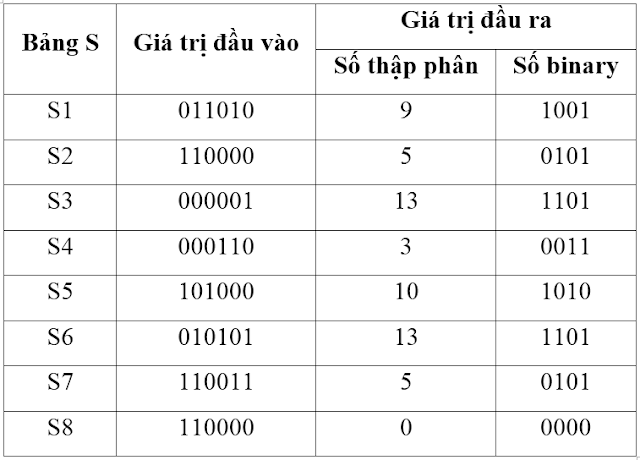 Bảng S Giá trị đầu vào Giá trị đầu ra
Số thập phân Số binary
S1 011010 9 1001
S2 110000 5 0101
S3 000001 13 1101
S4 000110 3 0011
S5 101000 10 1010
S6 010101 13 1101
S7 110011 5 0101
S8 110000 0 0000